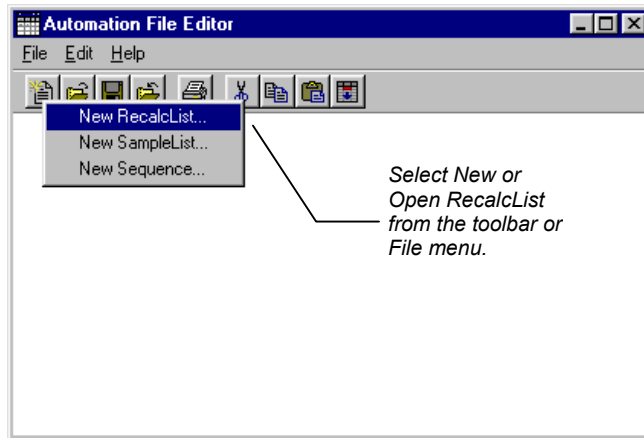 Automation File Editor
File Edit Help
New RecalcList...
New SampleList...
New Sequence...
Select New or
Open RecalcList
from the toolbar or
File menu.